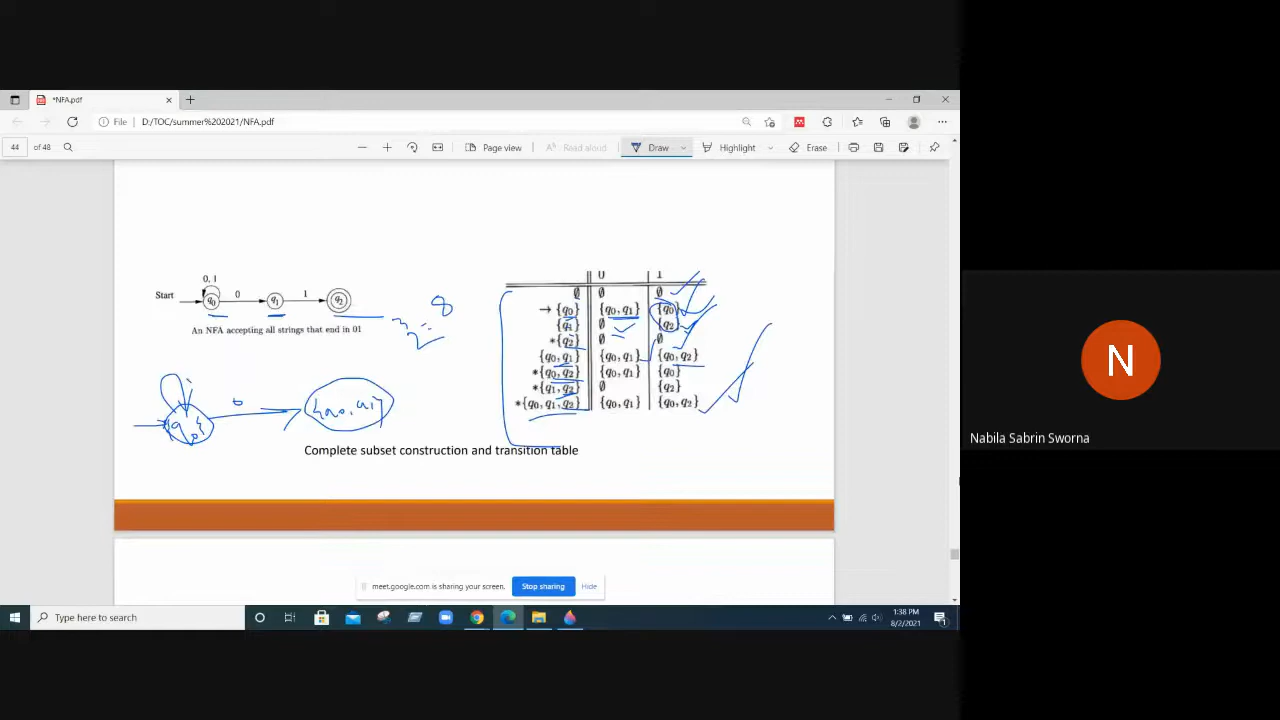 *NFA.pdf
File D:/TOC/summer%202021/NFA.pdf
44 of 48 Page view Read aloud Draw Highlight Erase
0, 1
Start q0 0 q1 1 q2
An NFA accepting all strings that end in 01
8
0 1
∅ ∅ ∅
→ {q0} {q0, q1} {q0}
{q1} ∅ {q2}
*{q2} ∅ ∅
{q0, q1} {q0, q1} {q0, q2}
*{q0, q2} {q0, q1} {q0}
*{q1, q2} ∅ {q2}
*{q0, q1, q2} {q0, q1} {q0, q2}
0
{q0, q1}
Complete subset construction and transition table
meet.google.com is sharing your screen. Stop sharing Hide
Type here to search
1:38 PM
8/2/2021
N
Nabila Sabrin Sworna